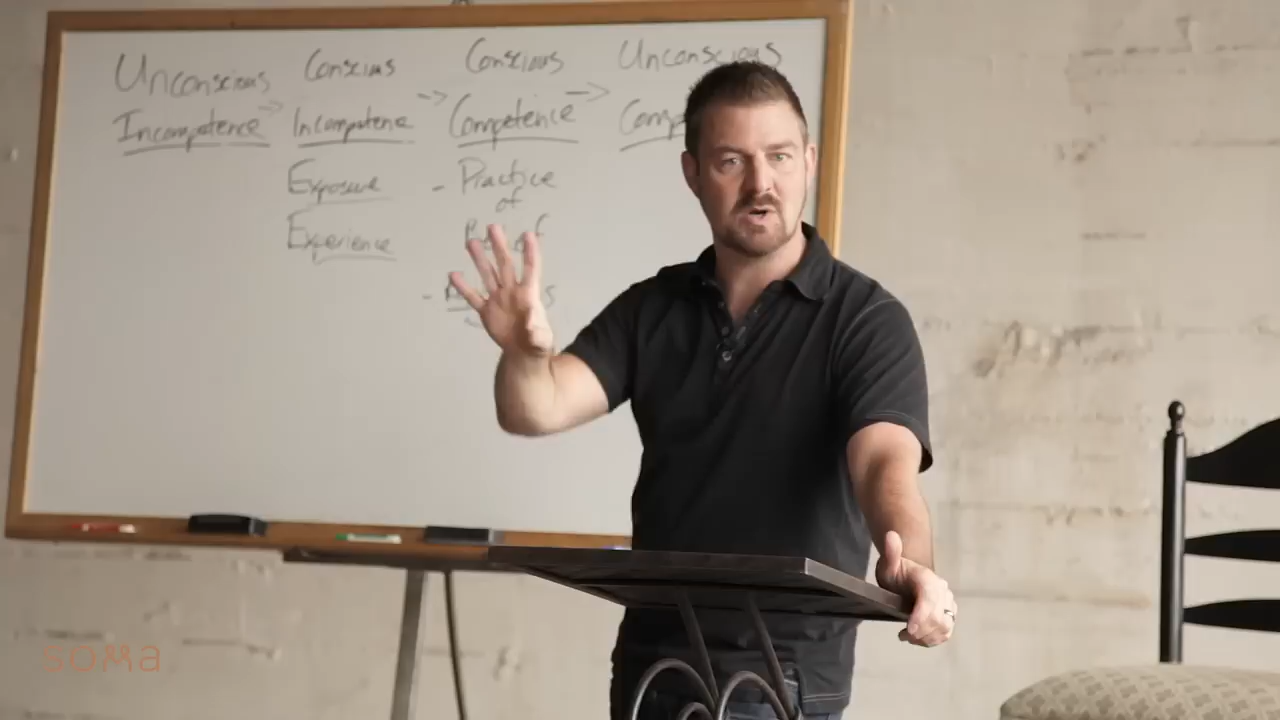 Unconscious Conscious Conscious Unconscious
Incompetence -> Incompetence -> Competence ->
Exposure - Practice
of
Experience
soma